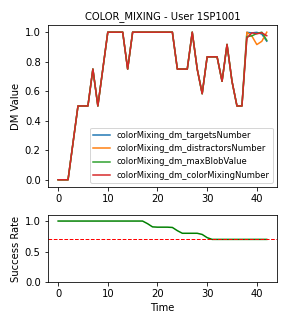 COLOR_MIXING - User 1SP1001
DM Value
1.0
0.8
0.6
0.4
0.2
0.0
colorMixing_dm_targetsNumber
colorMixing_dm_distractorsNumber
colorMixing_dm_maxBlobValue
colorMixing_dm_colorMixingNumber
0 10 20 30 40
Success Rate
1.0
0.5
0.0
0 10 20 30 40
Time